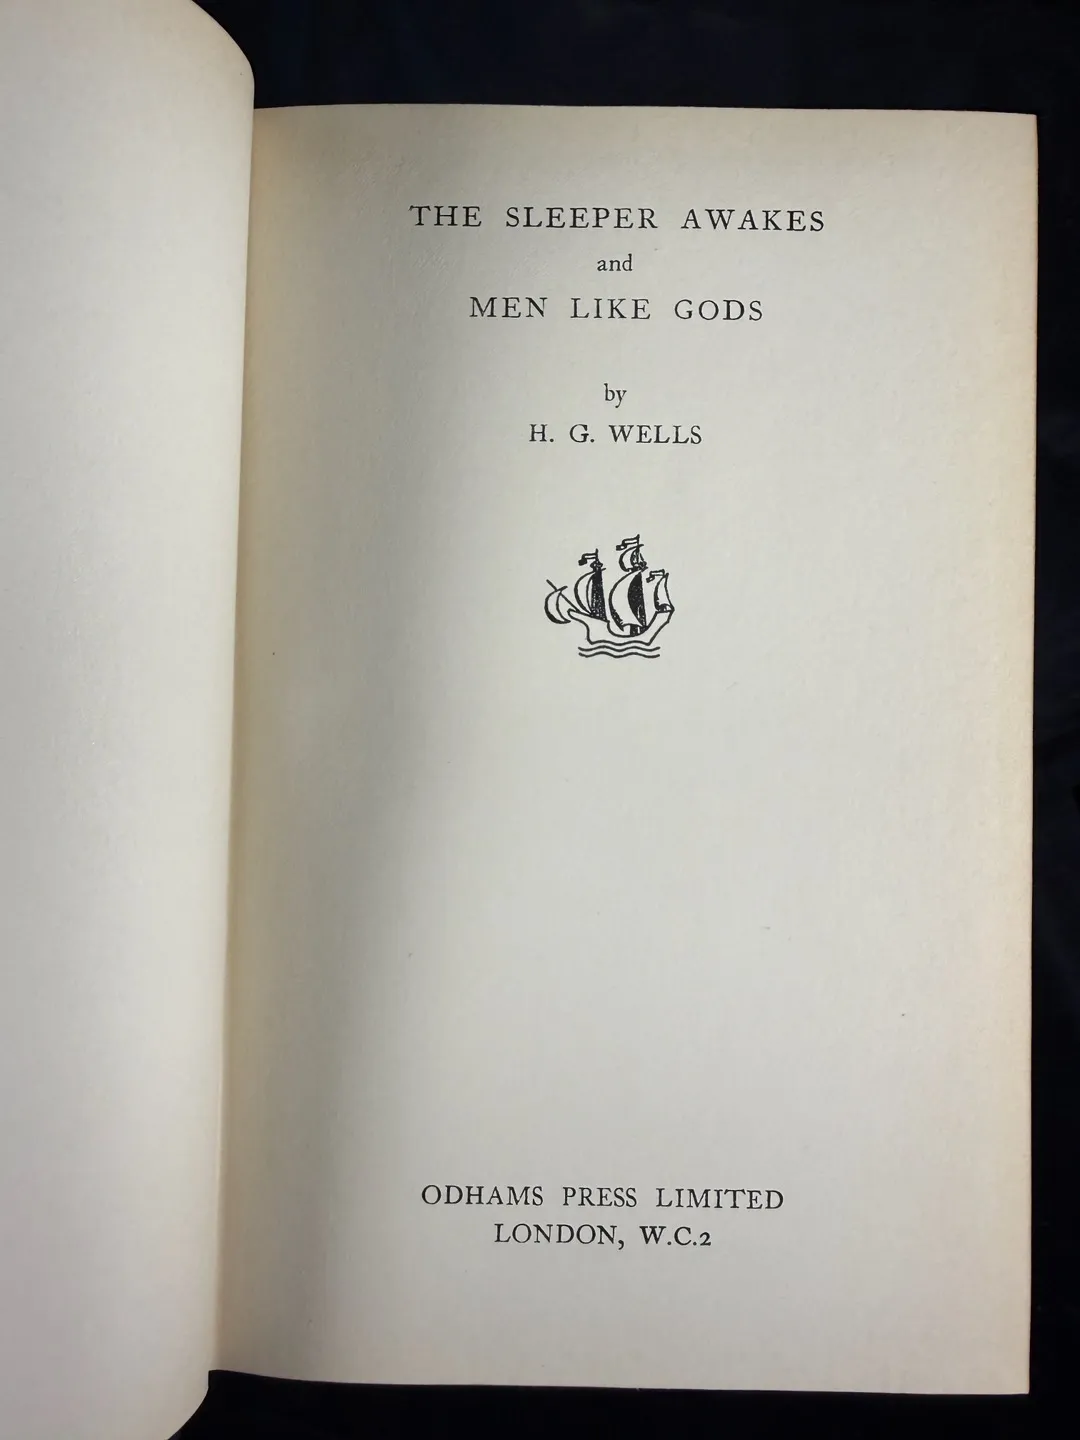 THE SLEEPER AWAKES
and
MEN LIKE GODS
by
H. G. WELLS
ODHAMS PRESS LIMITED
LONDON, W.C.2